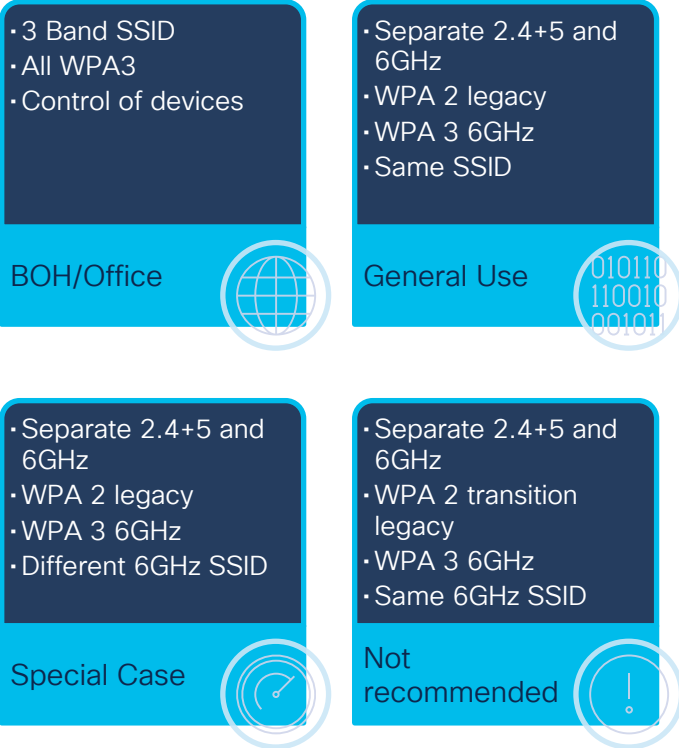 · 3 Band SSID
· All WPA3
· Control of devices
BOH/Office
· Separate 2.4+5 and
6GHz
· WPA 2 legacy
· WPA 3 6GHz
· Same SSID
General Use
010110
110010
001011
· Separate 2.4+5 and
6GHz
· WPA 2 legacy
· WPA 3 6GHz
· Different 6GHz SSID
Special Case
· Separate 2.4+5 and
6GHz
· WPA 2 transition
legacy
· WPA 3 6GHz
· Same 6GHz SSID
Not
recommended